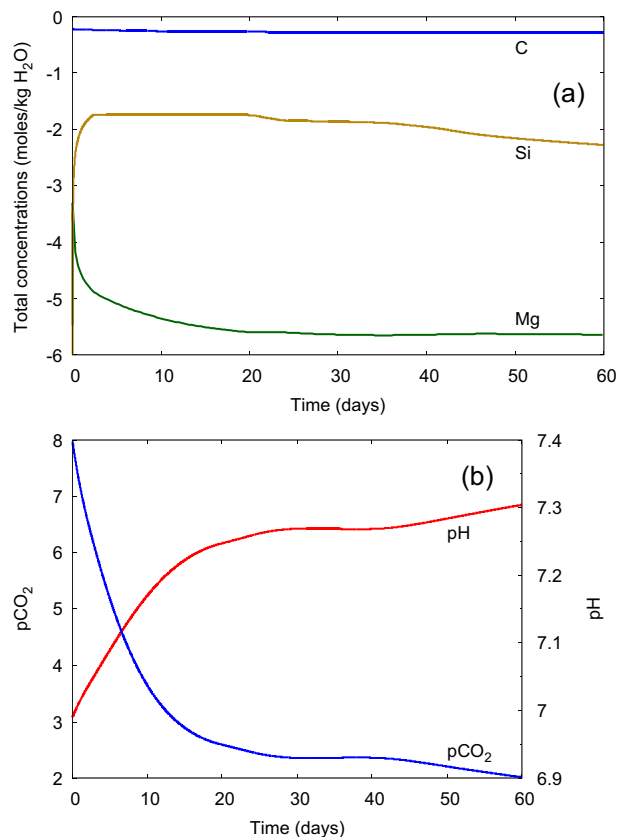 0
-1
-2
-3
-4
-5
-6
Total concentrations (moles/kg H₂O)
C
(a)
Si
Mg
0 10 20 30 40 50 60
Time (days)
8
7
6
5
4
3
2
pCO₂
7.4
7.3
7.2
7.1
7
6.9
pH
(b)
pH
pCO₂
0 10 20 30 40 50 60
Time (days)